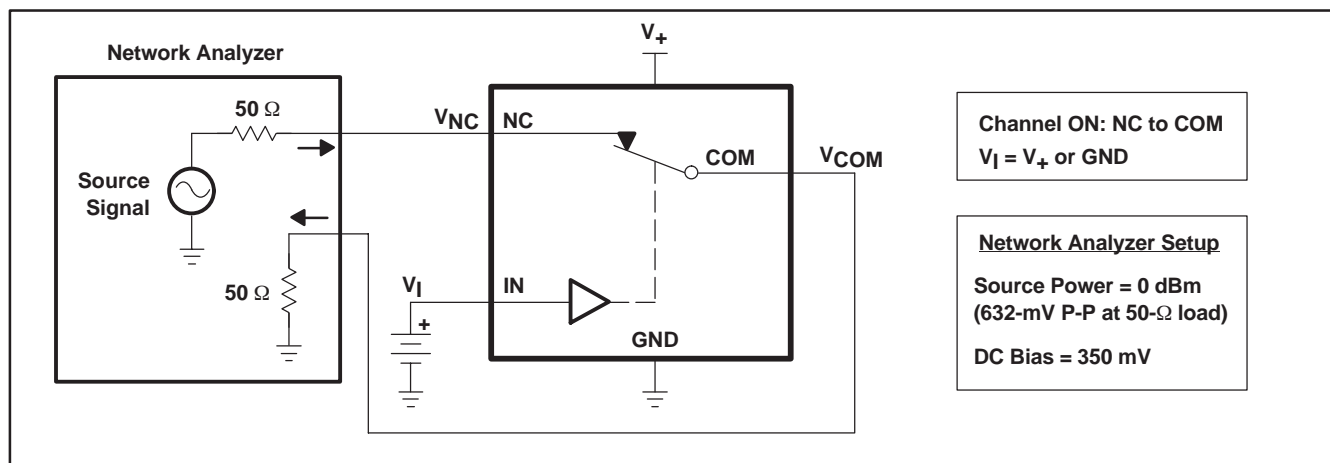 Network Analyzer
50 Ω
Source
Signal
50 Ω
V+
VNC
NC
COM
VCOM
VI
IN
+
GND
Channel ON: NC to COM
VI = V+ or GND
Network Analyzer Setup
Source Power = 0 dBm
(632-mV P-P at 50-Ω load)
DC Bias = 350 mV